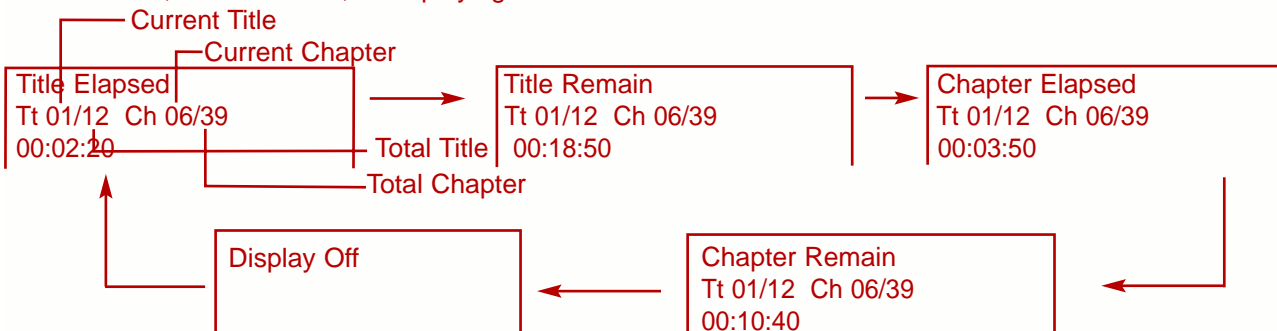 Current Title
Current Chapter
Title Elapsed
Tt 01/12 Ch 06/39
00:02:20
Total Title
Total Chapter
Title Remain
Tt 01/12 Ch 06/39
00:18:50
Chapter Elapsed
Tt 01/12 Ch 06/39
00:03:50
Display Off
Chapter Remain
Tt 01/12 Ch 06/39
00:10:40